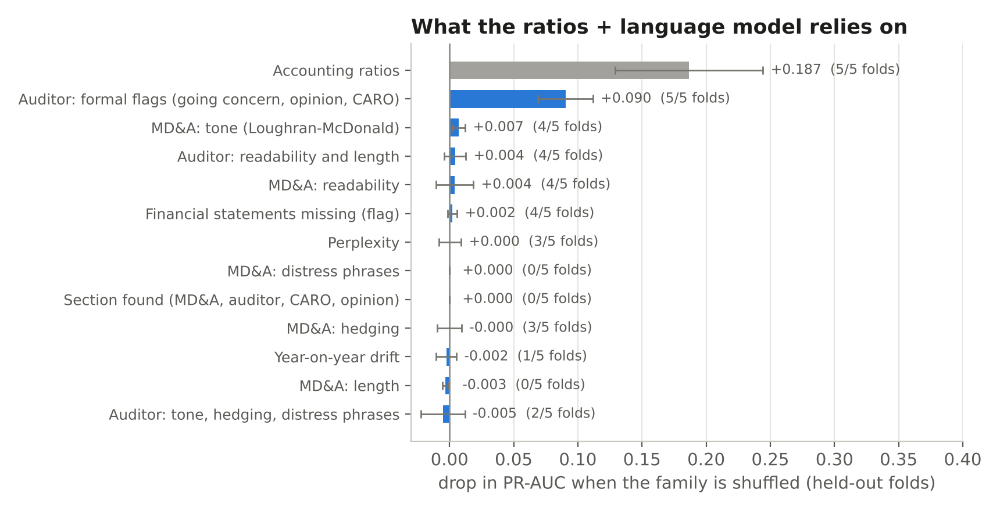 What the ratios + language model relies on
Accounting ratios +0.187 (5/5 folds)
Auditor: formal flags (going concern, opinion, CARO) +0.090 (5/5 folds)
MD&A: tone (Loughran-McDonald) +0.007 (4/5 folds)
Auditor: readability and length +0.004 (4/5 folds)
MD&A: readability +0.004 (4/5 folds)
Financial statements missing (flag) +0.002 (4/5 folds)
Perplexity +0.000 (3/5 folds)
MD&A: distress phrases +0.000 (0/5 folds)
Section found (MD&A, auditor, CARO, opinion) +0.000 (0/5 folds)
MD&A: hedging -0.000 (3/5 folds)
Year-on-year drift -0.002 (1/5 folds)
MD&A: length -0.003 (0/5 folds)
Auditor: tone, hedging, distress phrases -0.005 (2/5 folds)
0.00 0.05 0.10 0.15 0.20 0.25 0.30 0.35 0.40
drop in PR-AUC when the family is shuffled (held-out folds)